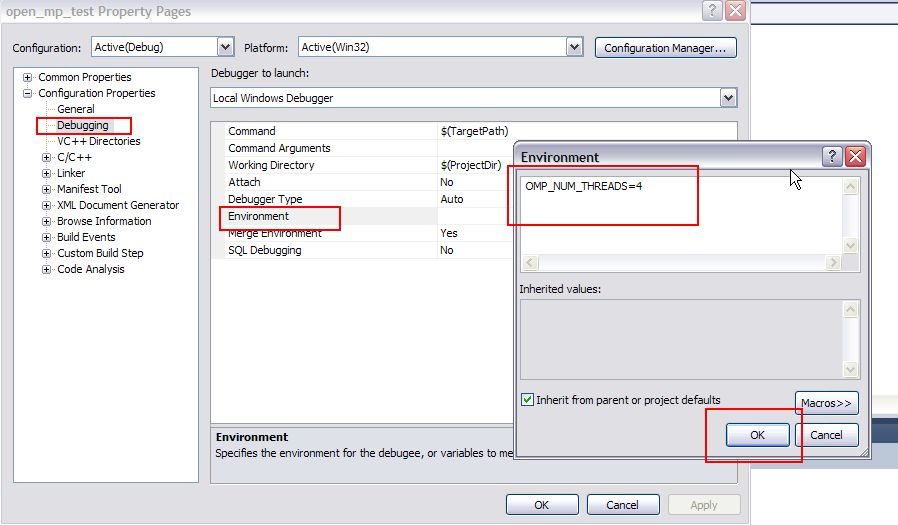 open_mp_test Property Pages
Configuration: Active(Debug) Platform: Active(Win32) Configuration Manager...
Common Properties
Configuration Properties
General
Debugging
VC++ Directories
C/C++
Linker
Manifest Tool
XML Document Generator
Browse Information
Build Events
Custom Build Step
Code Analysis
Debugger to launch:
Local Windows Debugger
Command $(TargetPath)
Command Arguments
Working Directory $(ProjectDir)
Attach No
Debugger Type Auto
Environment
Merge Environment Yes
SQL Debugging No
Environment
Specifies the environment for the debugee, or variables to me
OK Cancel Apply
Environment
OMP_NUM_THREADS=4
Inherited values:
Inherit from parent or project defaults
Macros>>
OK Cancel